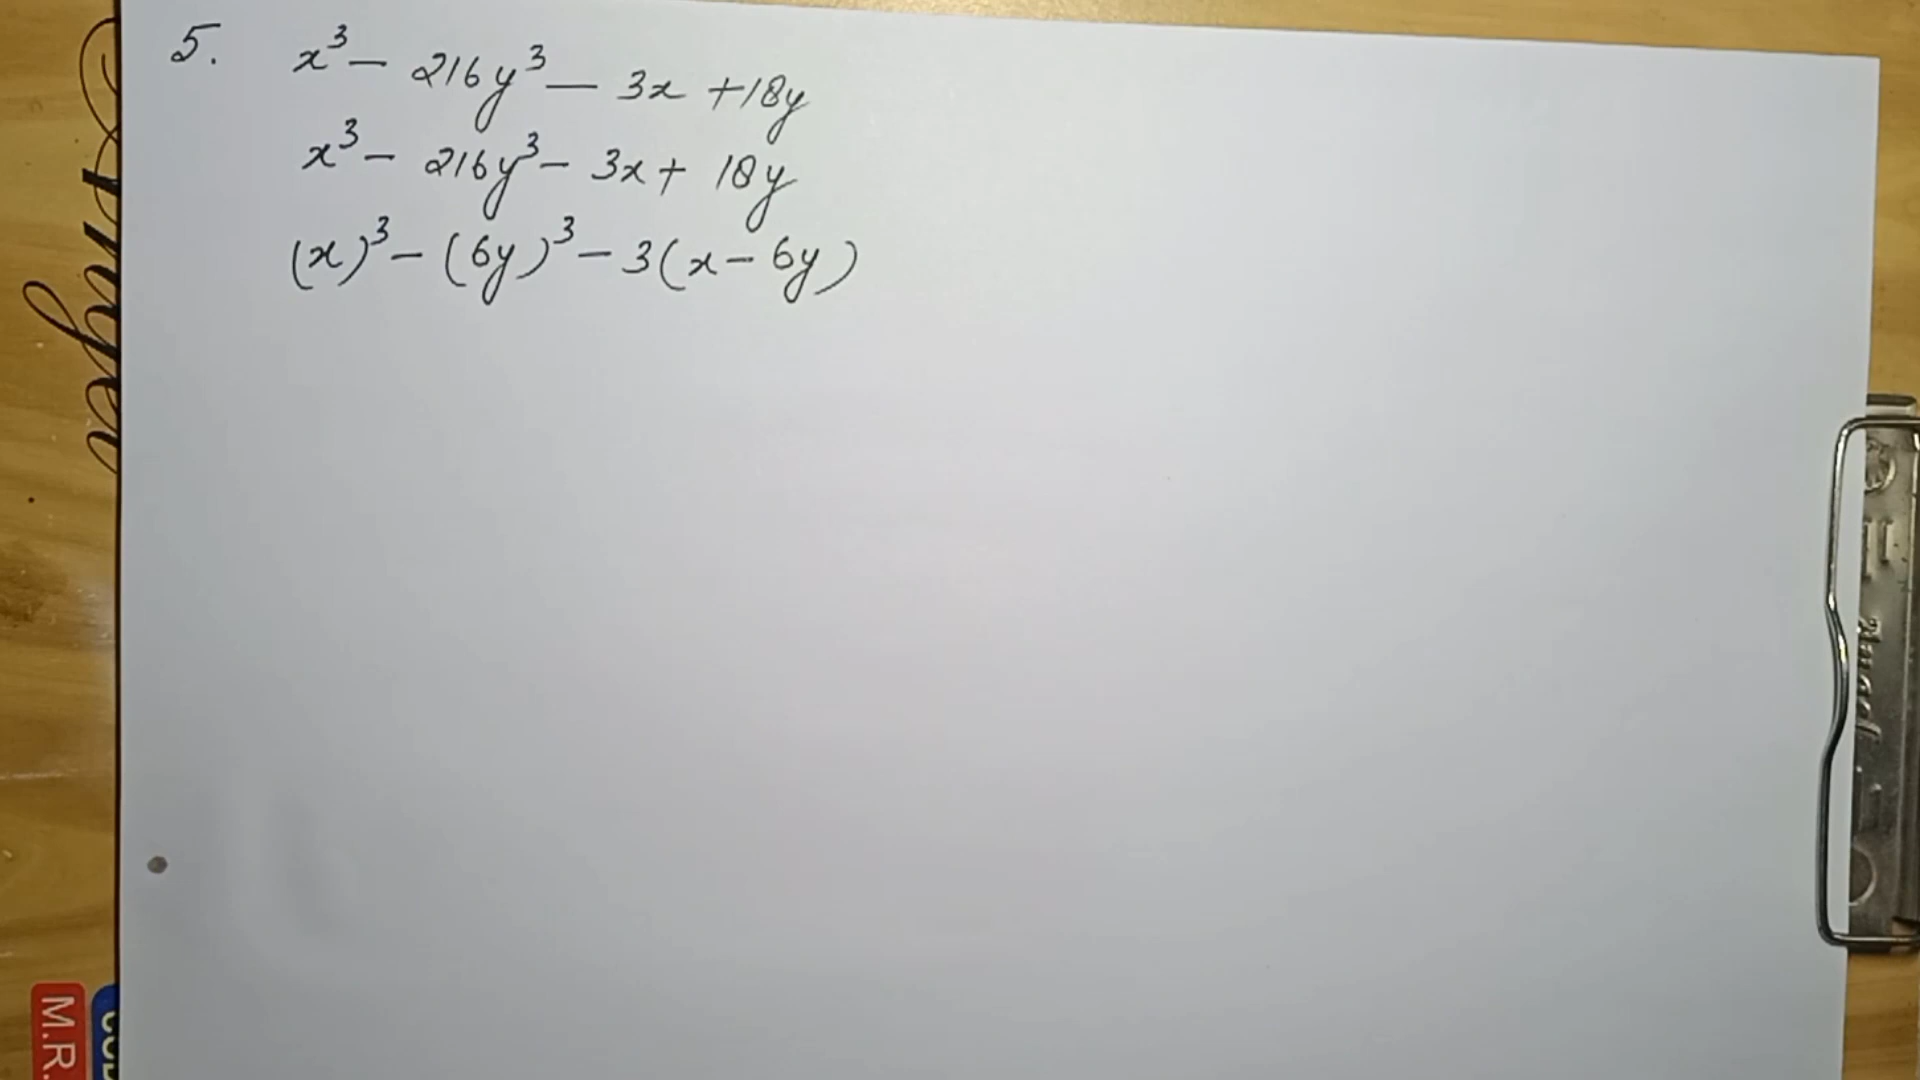 5. x³ - 216y³ - 3x + 18y
x³ - 216y³ - 3x + 18y
(x)³ - (6y)³ - 3(x - 6y)
M.R.